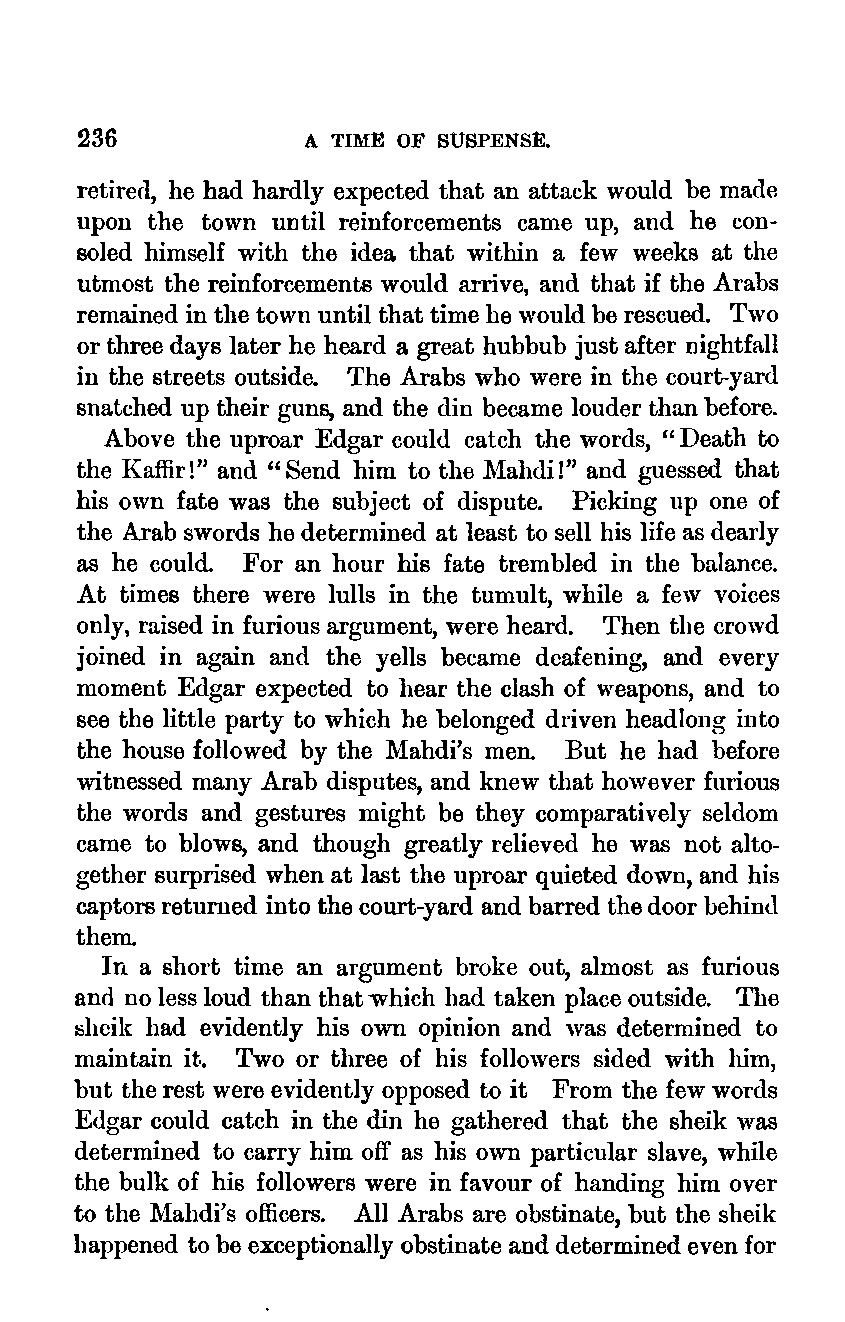 236 A TIME OF SUSPENSE.
retired, he had hardly expected that an attack would be made
upon the town until reinforcements came up, and he con-
soled himself with the idea that within a few weeks at the
utmost the reinforcements would arrive, and that if the Arabs
remained in the town until that time he would be rescued. Two
or three days later he heard a great hubbub just after nightfall
in the streets outside. The Arabs who were in the court-yard
snatched up their guns, and the din became louder than before.
Above the uproar Edgar could catch the words, "Death to
the Kaffir!" and "Send him to the Mahdi!" and guessed that
his own fate was the subject of dispute. Picking up one of
the Arab swords he determined at least to sell his life as dearly
as he could. For an hour his fate trembled in the balance.
At times there were lulls in the tumult, while a few voices
only, raised in furious argument, were heard. Then the crowd
joined in again and the yells became deafening, and every
moment Edgar expected to hear the clash of weapons, and to
see the little party to which he belonged driven headlong into
the house followed by the Mahdi's men. But he had before
witnessed many Arab disputes, and knew that however furious
the words and gestures might be they comparatively seldom
came to blows, and though greatly relieved he was not alto-
gether surprised when at last the uproar quieted down, and his
captors returned into the court-yard and barred the door behind
them.
In a short time an argument broke out, almost as furious
and no less loud than that which had taken place outside. The
sheik had evidently his own opinion and was determined to
maintain it. Two or three of his followers sided with him,
but the rest were evidently opposed to it From the few words
Edgar could catch in the din he gathered that the sheik was
determined to carry him off as his own particular slave, while
the bulk of his followers were in favour of handing him over
to the Mahdi's officers. All Arabs are obstinate, but the sheik
happened to be exceptionally obstinate and determined even for